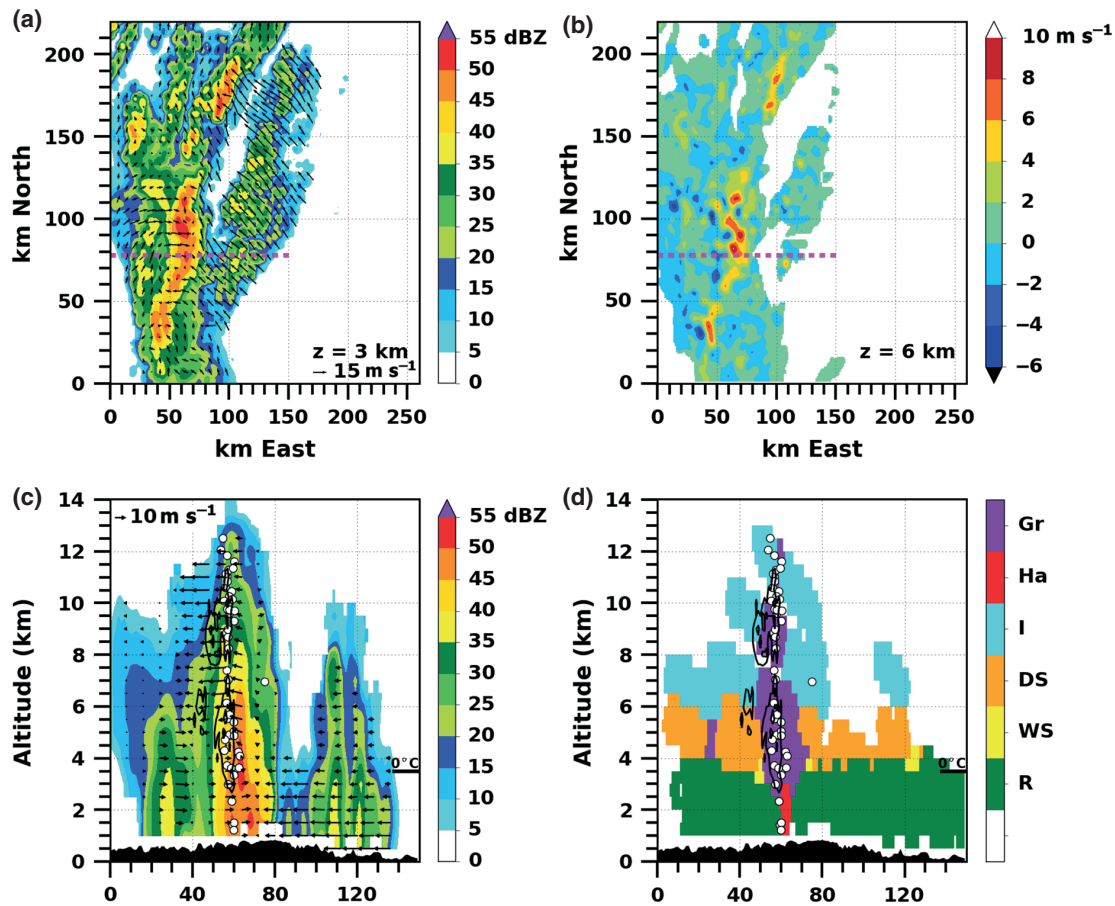 (a)
(b)
200
150
100
50
0
km North
0 50 100 150 200 250
km East
z = 3 km
→ 15 m s⁻¹
55 dBZ
50
45
40
35
30
25
20
15
10
5
0
200
150
100
50
0
km North
0 50 100 150 200 250
km East
z = 6 km
10 m s⁻¹
8
6
4
2
0
−2
−4
−6
(c)
(d)
14
12
10
8
6
4
2
0
Altitude (km)
→ 10 m s⁻¹
0°C
0 40 80 120
55 dBZ
50
45
40
35
30
25
20
15
10
5
0
14
12
10
8
6
4
2
0
Altitude (km)
0°C
0 40 80 120
Gr
Ha
I
DS
WS
R